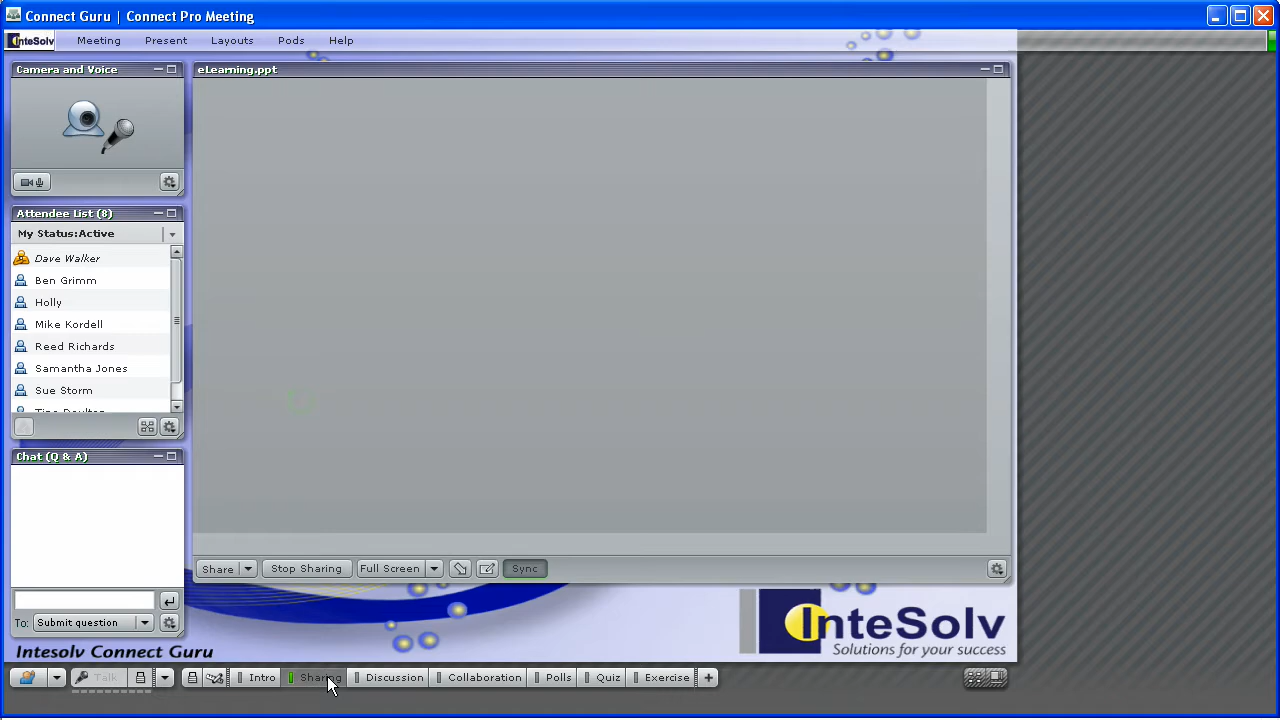 Connect Guru | Connect Pro Meeting
InteSolv
Meeting Present Layouts Pods Help
Camera and Voice
eLearning.ppt
Attendee List (8)
My Status:Active
Dave Walker
Ben Grimm
Holly
Mike Kordell
Reed Richards
Samantha Jones
Sue Storm
Chat (Q & A)
Share Stop Sharing Full Screen Sync
To: Submit question
InteSolv
Solutions for your success
Intesolv Connect Guru
Talk Intro Sharing Discussion Collaboration Polls Quiz Exercise +